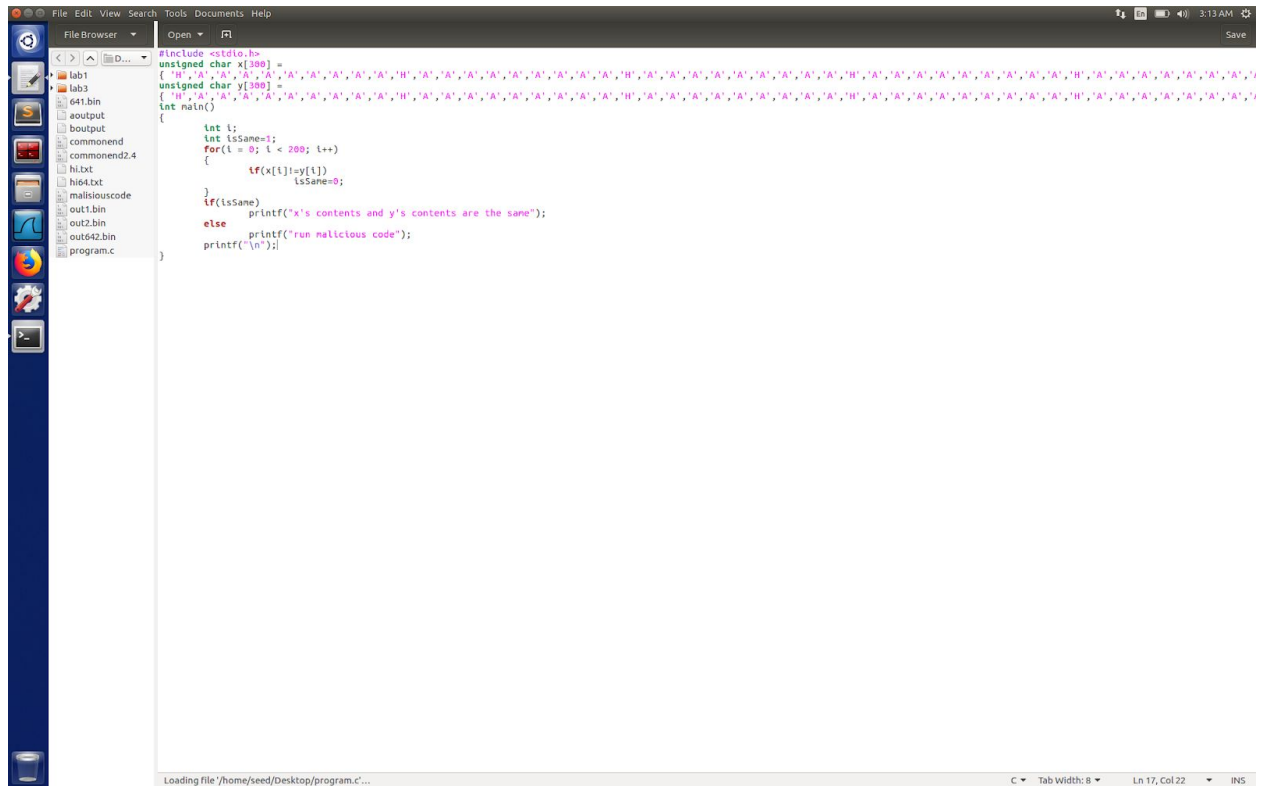 File Edit View Search Tools Documents Help
En 3:13 AM
File Browser Open Save
D...
lab1
lab3
641.bin
aoutput
boutput
commonend
commonend2.4
hi.txt
hi64.txt
malisiouscode
out1.bin
out2.bin
out642.bin
program.c
#include <stdio.h>
unsigned char x[300] =
{ 'H','A','A','A','A','A','A','A','A','A','H','A','A','A','A','A','A','A','A','A','H','A','A','A','A','A','A','A','A','A','H','A','A','A','A','A','A','A','A','A','H','A','A','A','A','A','A','A','
unsigned char y[300] =
{ 'H','A','A','A','A','A','A','A','A','A','H','A','A','A','A','A','A','A','A','A','H','A','A','A','A','A','A','A','A','A','H','A','A','A','A','A','A','A','A','A','H','A','A','A','A','A','A','A','
int main()
{
int i;
int isSame=1;
for(i = 0; i < 200; i++)
{
if(x[i]!=y[i])
isSame=0;
}
if(isSame)
printf("x's contents and y's contents are the same");
else
printf("run malicious code");
printf("\n");
}
Loading file '/home/seed/Desktop/program.c'...
C Tab Width: 8 Ln 17, Col 22 INS